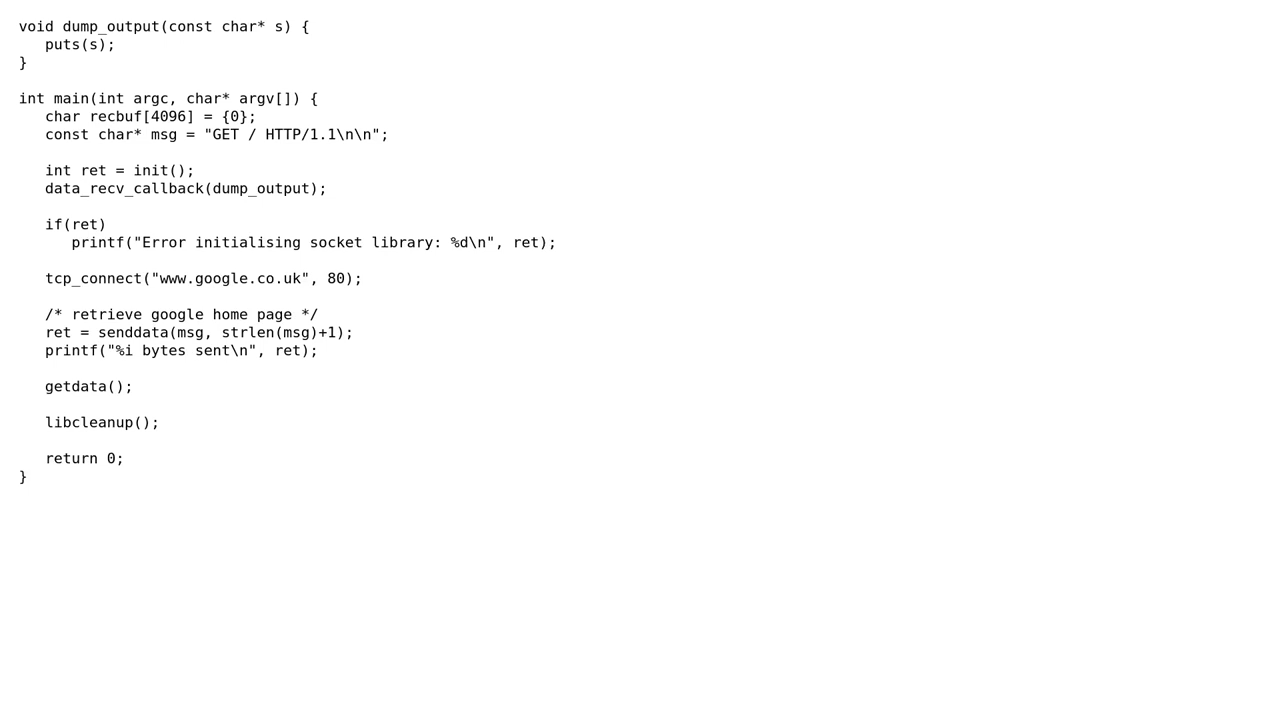 void dump_output(const char* s) {
   puts(s);
}

int main(int argc, char* argv[]) {
   char recbuf[4096] = {0};
   const char* msg = "GET / HTTP/1.1\n\n";

   int ret = init();
   data_recv_callback(dump_output);

   if(ret)
      printf("Error initialising socket library: %d\n", ret);

   tcp_connect("www.google.co.uk", 80);

   /* retrieve google home page */
   ret = senddata(msg, strlen(msg)+1);
   printf("%i bytes sent\n", ret);

   getdata();

   libcleanup();

   return 0;
}